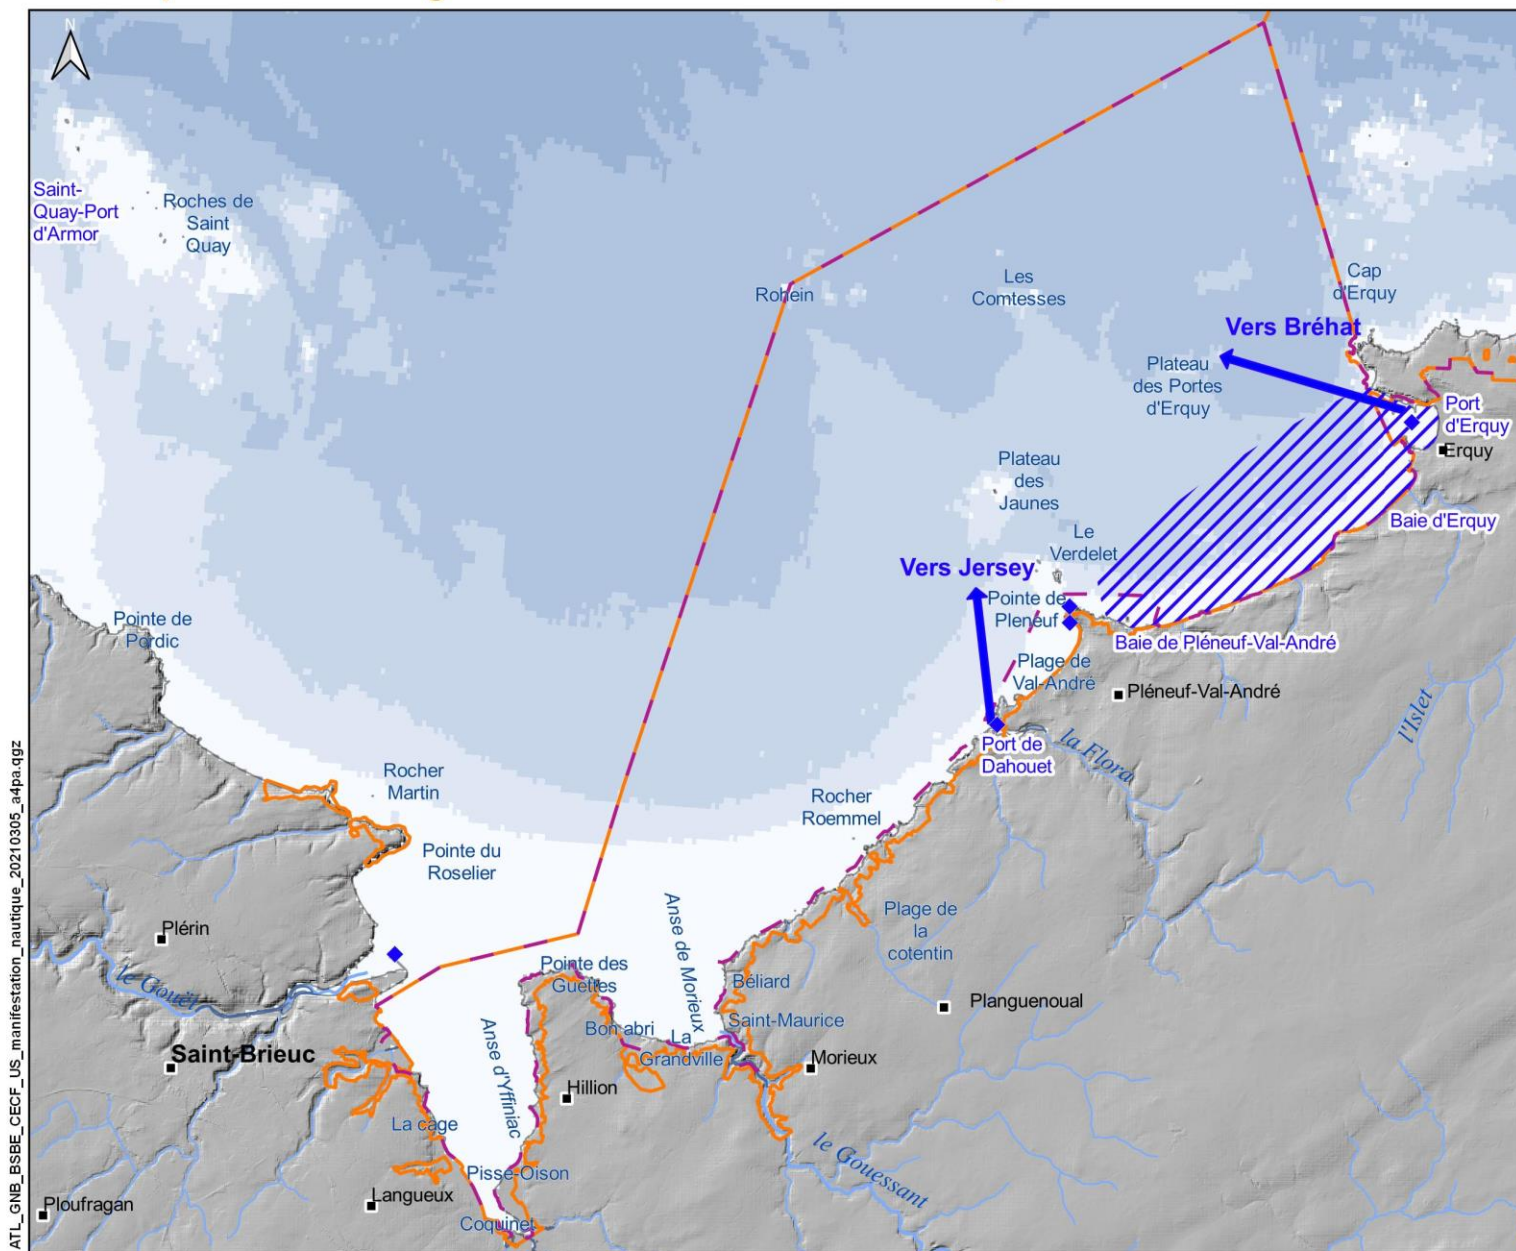 N
Saint-
Quay-Port
d'Armor
Roches de
Saint
Quay
Rohein
Les
Comtesses
Cap
d'Erquy
Vers Bréhat
Plateau
des Portes
d'Erquy
Port
d'Erquy
Erquy
Plateau
des
Jaunes
Baie d'Erquy
Le
Verdelet
Vers Jersey
Pointe de
Pleneuf
Pointe de
Pordic
Baie de Pléneuf-Val-André
Plage de
Val-André
Pléneuf-Val-André
l'Islet
Port de
Dahouet
la Flora
Rocher
Martin
Rocher
Roemmel
Pointe du
Roselier
Plérin
Anse de Morieux
Plage de
la
cotentin
le Gouët
Pointe des
Guettes
Béliard
Planguenoual
Bon abri
La
Grandville
Saint-Maurice
Saint-Brieuc
Anse d'Yffiniac
Morieux
Hillion
La cage
le Gouessant
Pisse-Oison
Ploufragan
Langueux
Coquinet
ATL_GNB_BSBE_CECF_US_manifestation_nautique_20210305_a4pa.qgz